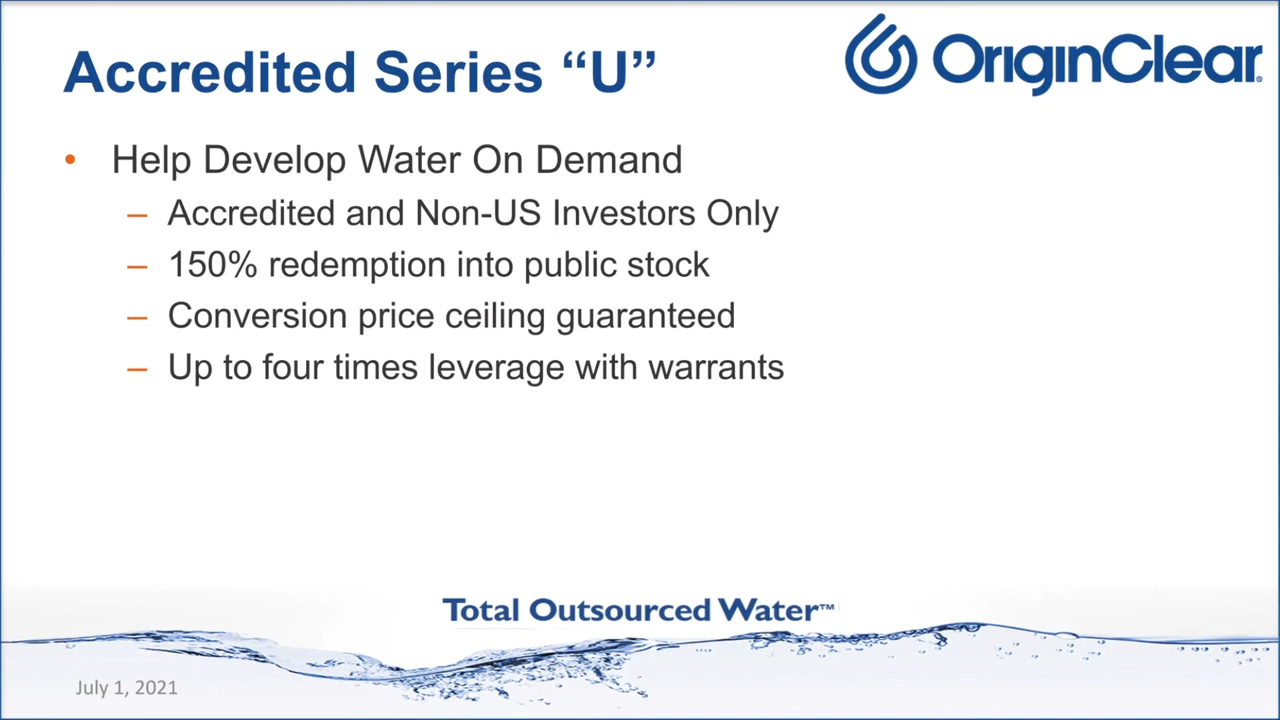 Accredited Series “U”
OriginClear®
• Help Develop Water On Demand
– Accredited and Non-US Investors Only
– 150% redemption into public stock
– Conversion price ceiling guaranteed
– Up to four times leverage with warrants
Total Outsourced Water™
July 1, 2021